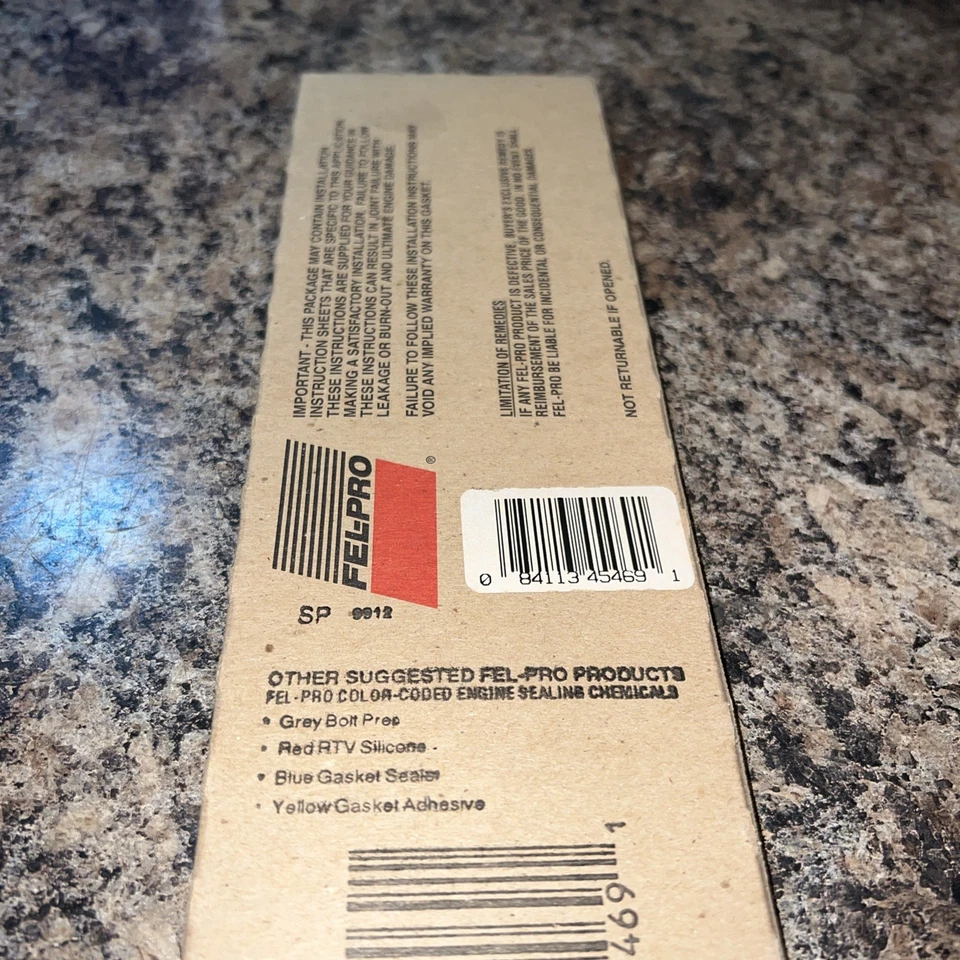 IMPORTANT - THIS PACKAGE MAY CONTAIN INSTALLATION
INSTRUCTION SHEETS THAT ARE SPECIFIC TO THIS APPLICATION
THESE INSTRUCTIONS ARE SUPPLIED FOR YOUR GUIDANCE IN
MAKING A SATISFACTORY INSTALLATION. FAILURE TO FOLLOW
THESE INSTRUCTIONS CAN RESULT IN JOINT FAILURE WITH
LEAKAGE OR BURN-OUT AND ULTIMATE ENGINE DAMAGE.
FAILURE TO FOLLOW THESE INSTALLATION INSTRUCTIONS MAY
VOID ANY IMPLIED WARRANTY ON THIS GASKET.
LIMITATION OF REMEDIES
IF ANY FEL-PRO PRODUCT IS DEFECTIVE, BUYER'S EXCLUSIVE REMEDY IS
REIMBURSEMENT OF THE SALES PRICE OF THE GOOD. IN NO EVENT SHALL
FEL-PRO BE LIABLE FOR INCIDENTAL OR CONSEQUENTIAL DAMAGES.
NOT RETURNABLE IF OPENED.
FEL-PRO ®
0 84113 45469 1
SP 9912
OTHER SUGGESTED FEL-PRO PRODUCTS
FEL-PRO COLOR-CODED ENGINE SEALING CHEMICALS
• Grey Bolt Prep
• Red RTV Silicone
• Blue Gasket Sealer
• Yellow Gasket Adhesive
469 1